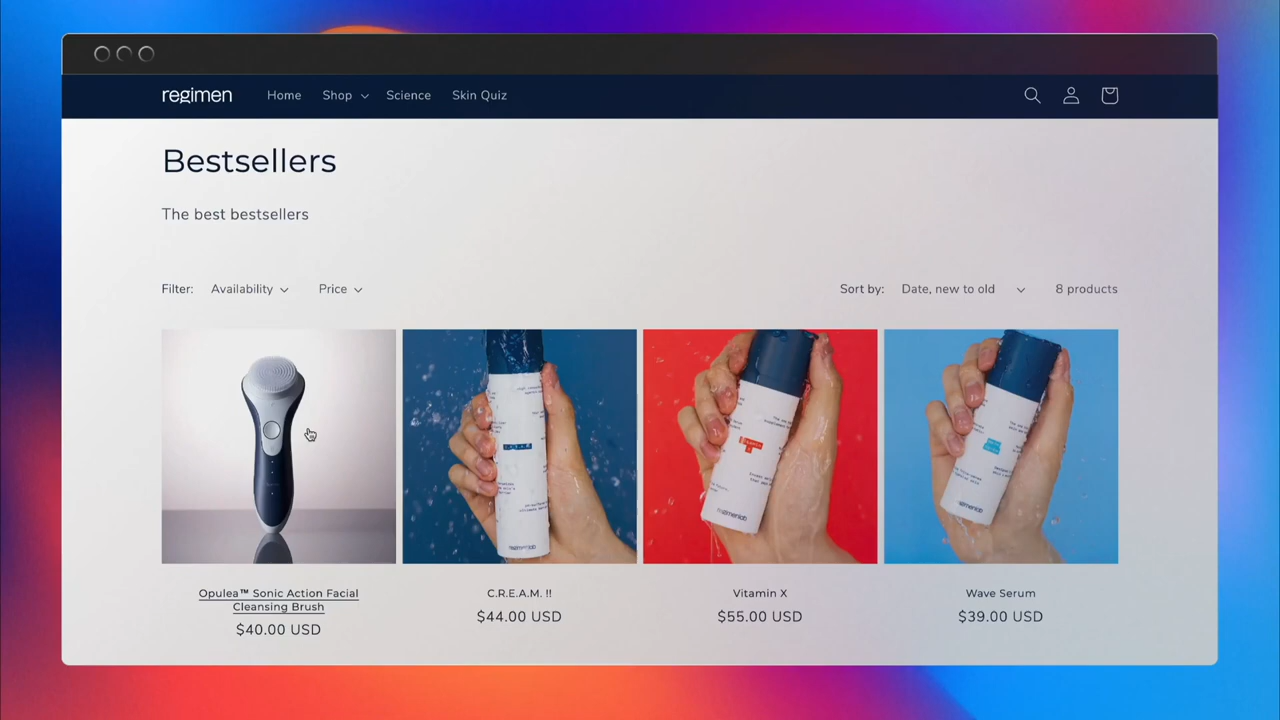 regimen Home Shop Science Skin Quiz
Bestsellers
The best bestsellers
Filter: Availability Price Sort by: Date, new to old 8 products
Opulea™ Sonic Action Facial
Cleansing Brush
$40.00 USD
C.R.E.A.M. !!
$44.00 USD
Vitamin X
$55.00 USD
Wave Serum
$39.00 USD